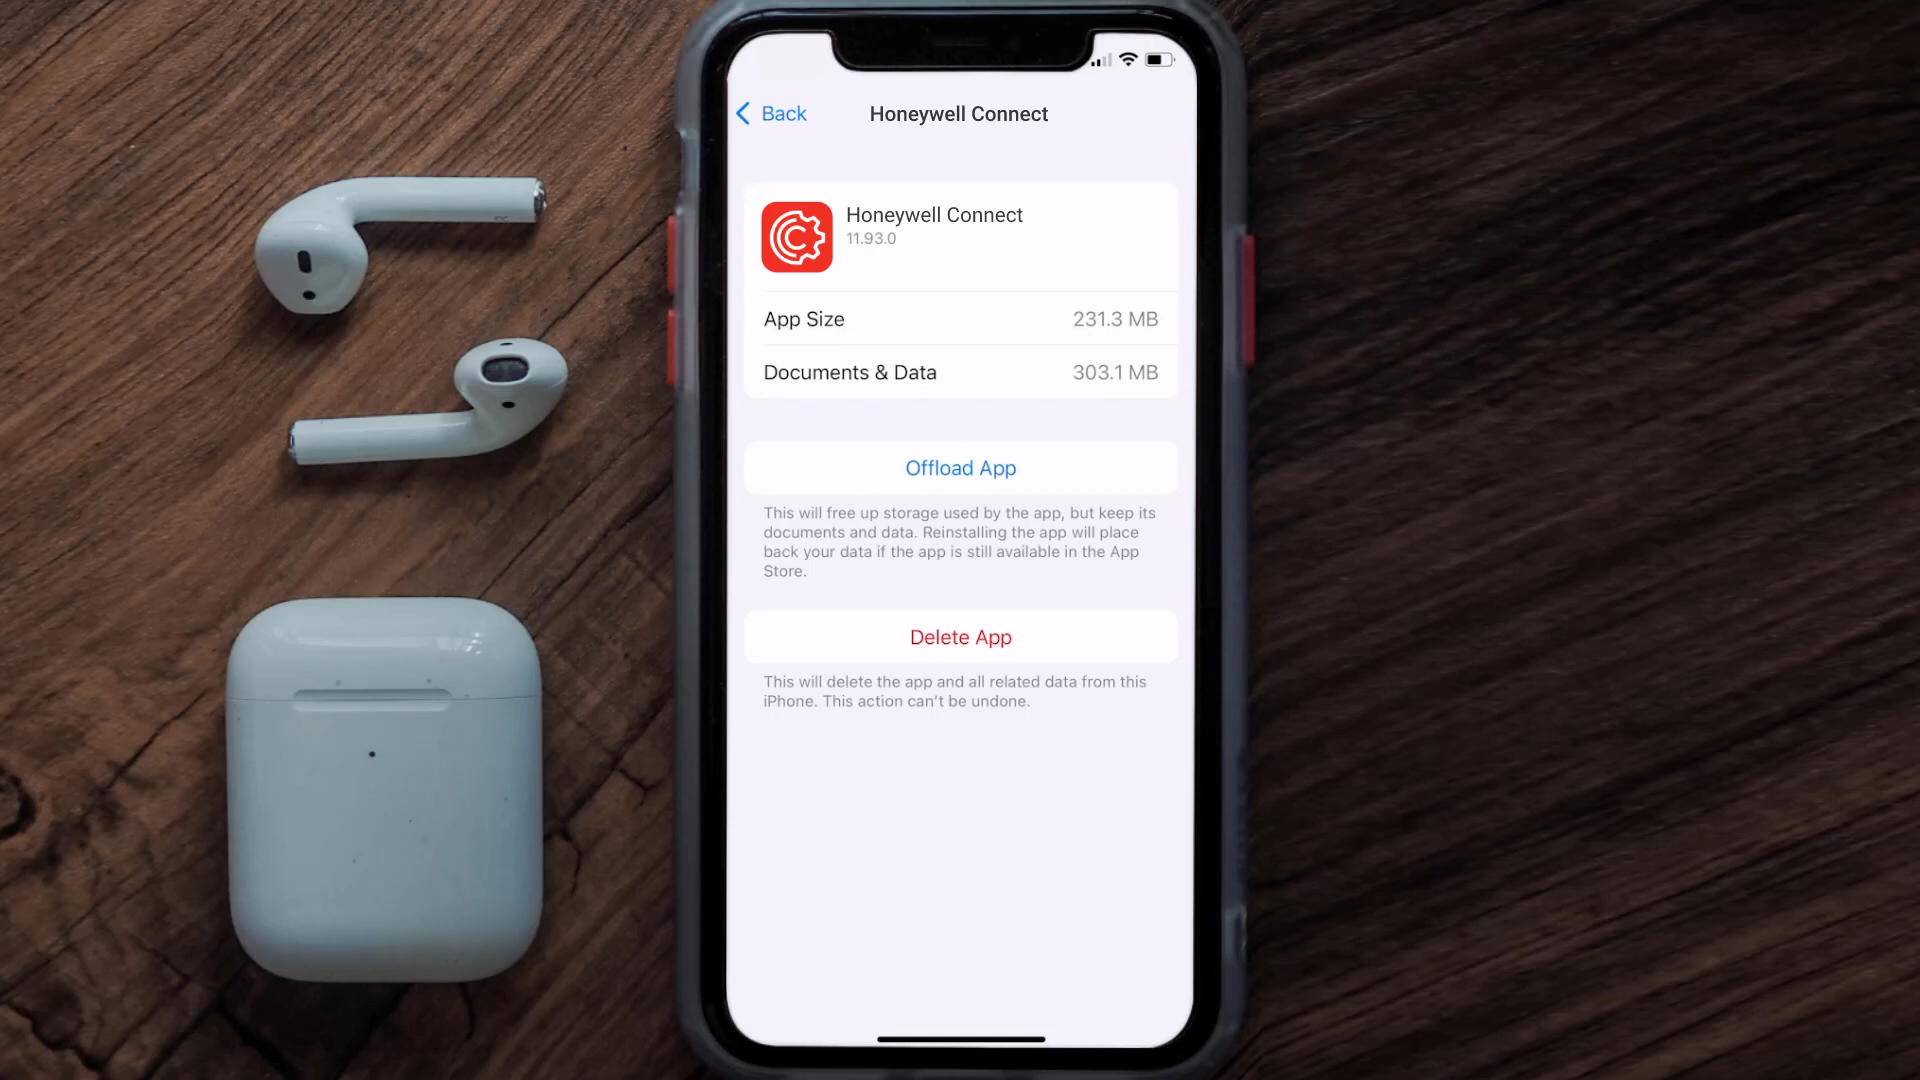 Back
Honeywell Connect
Honeywell Connect
11.93.0
App Size
231.3 MB
Documents & Data
303.1 MB
Offload App
This will free up storage used by the app, but keep its
documents and data. Reinstalling the app will place
back your data if the app is still available in the App
Store.
Delete App
This will delete the app and all related data from this
iPhone. This action can't be undone.